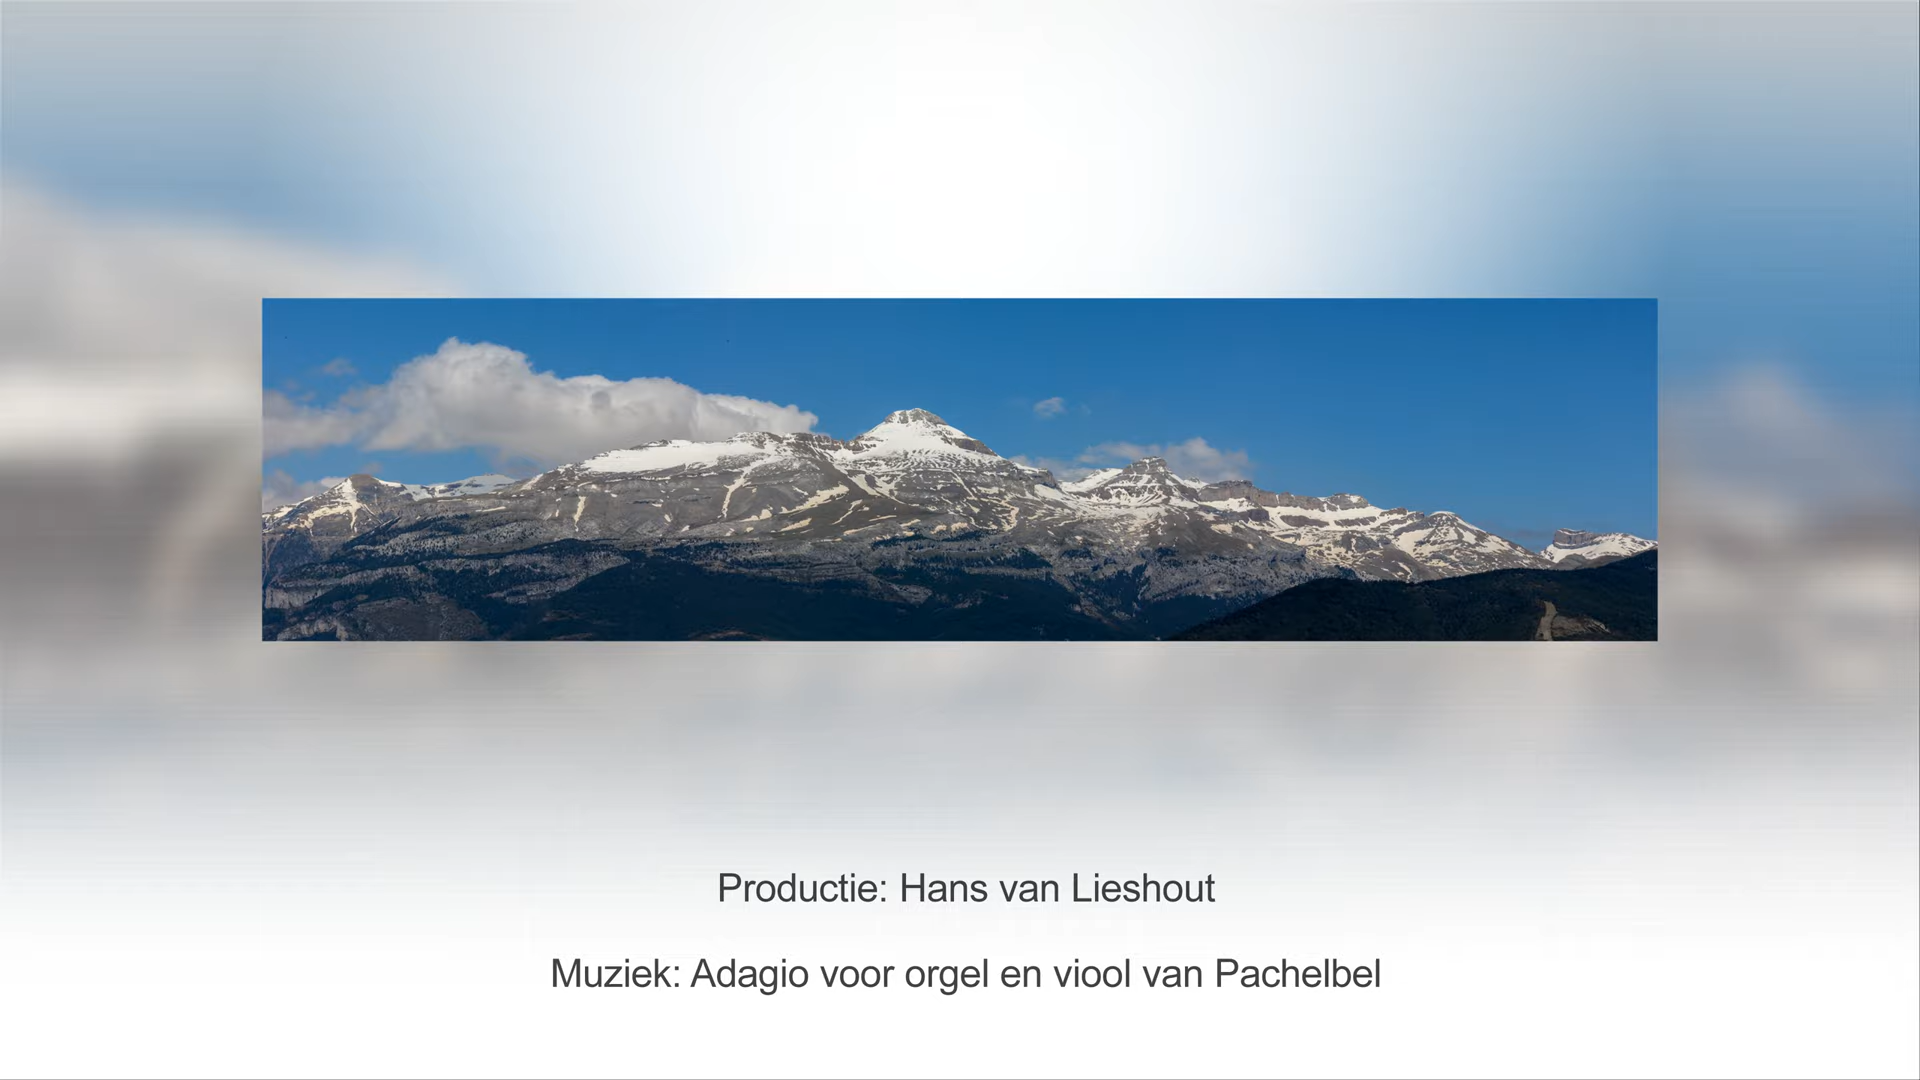 Productie: Hans van Lieshout
Muziek: Adagio voor orgel en viool van Pachelbel